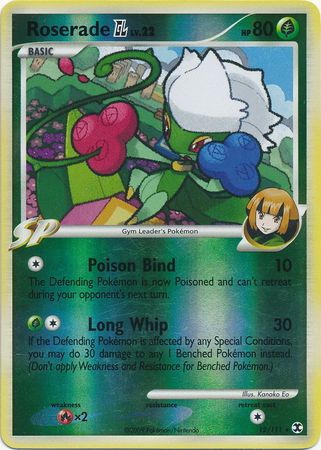 Roserade GL LV.22 HP 80
BASIC
SP
Gym Leader's Pokémon
Poison Bind 10
The Defending Pokémon is now Poisoned and can't retreat
during your opponent's next turn.
Long Whip 30
If the Defending Pokémon is affected by any Special Conditions,
you may do 30 damage to any 1 Benched Pokémon instead.
(Don't apply Weakness and Resistance for Benched Pokémon.)
Illus. Kanako Eo
weakness resistance retreat cost
×2
©2009 Pokémon/Nintendo 12/111